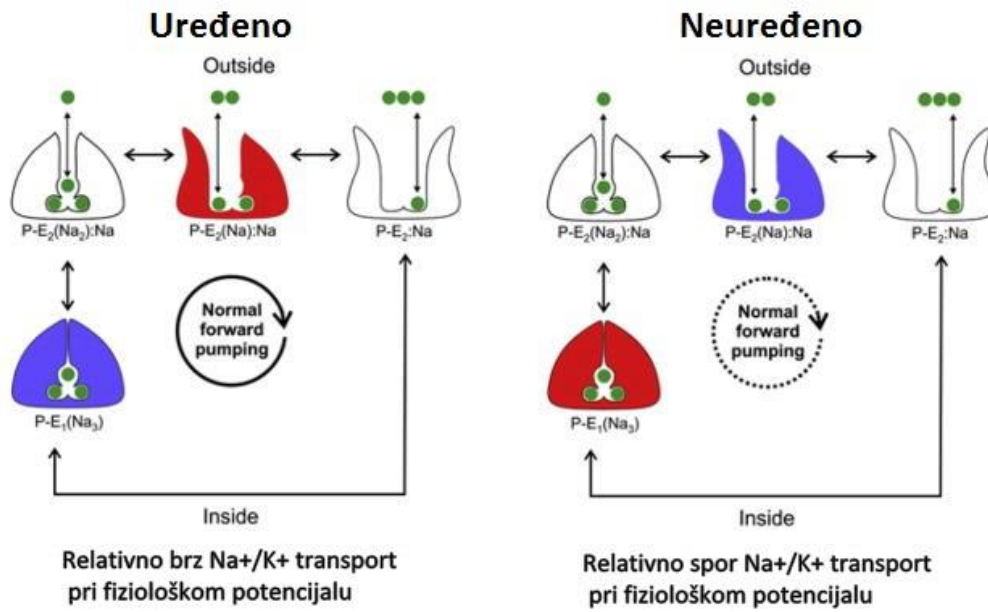 Uređeno
Outside
P-E₂(Na₂):Na
P-E₂(Na):Na
P-E₂:Na
Normal
forward
pumping
P-E₁(Na₃)
Inside
Relativno brz Na+/K+ transport
pri fiziološkom potencijalu
Neuređeno
Outside
P-E₂(Na₂):Na
P-E₂(Na):Na
P-E₂:Na
Normal
forward
pumping
P-E₁(Na₃)
Inside
Relativno spor Na+/K+ transport
pri fiziološkom potencijalu